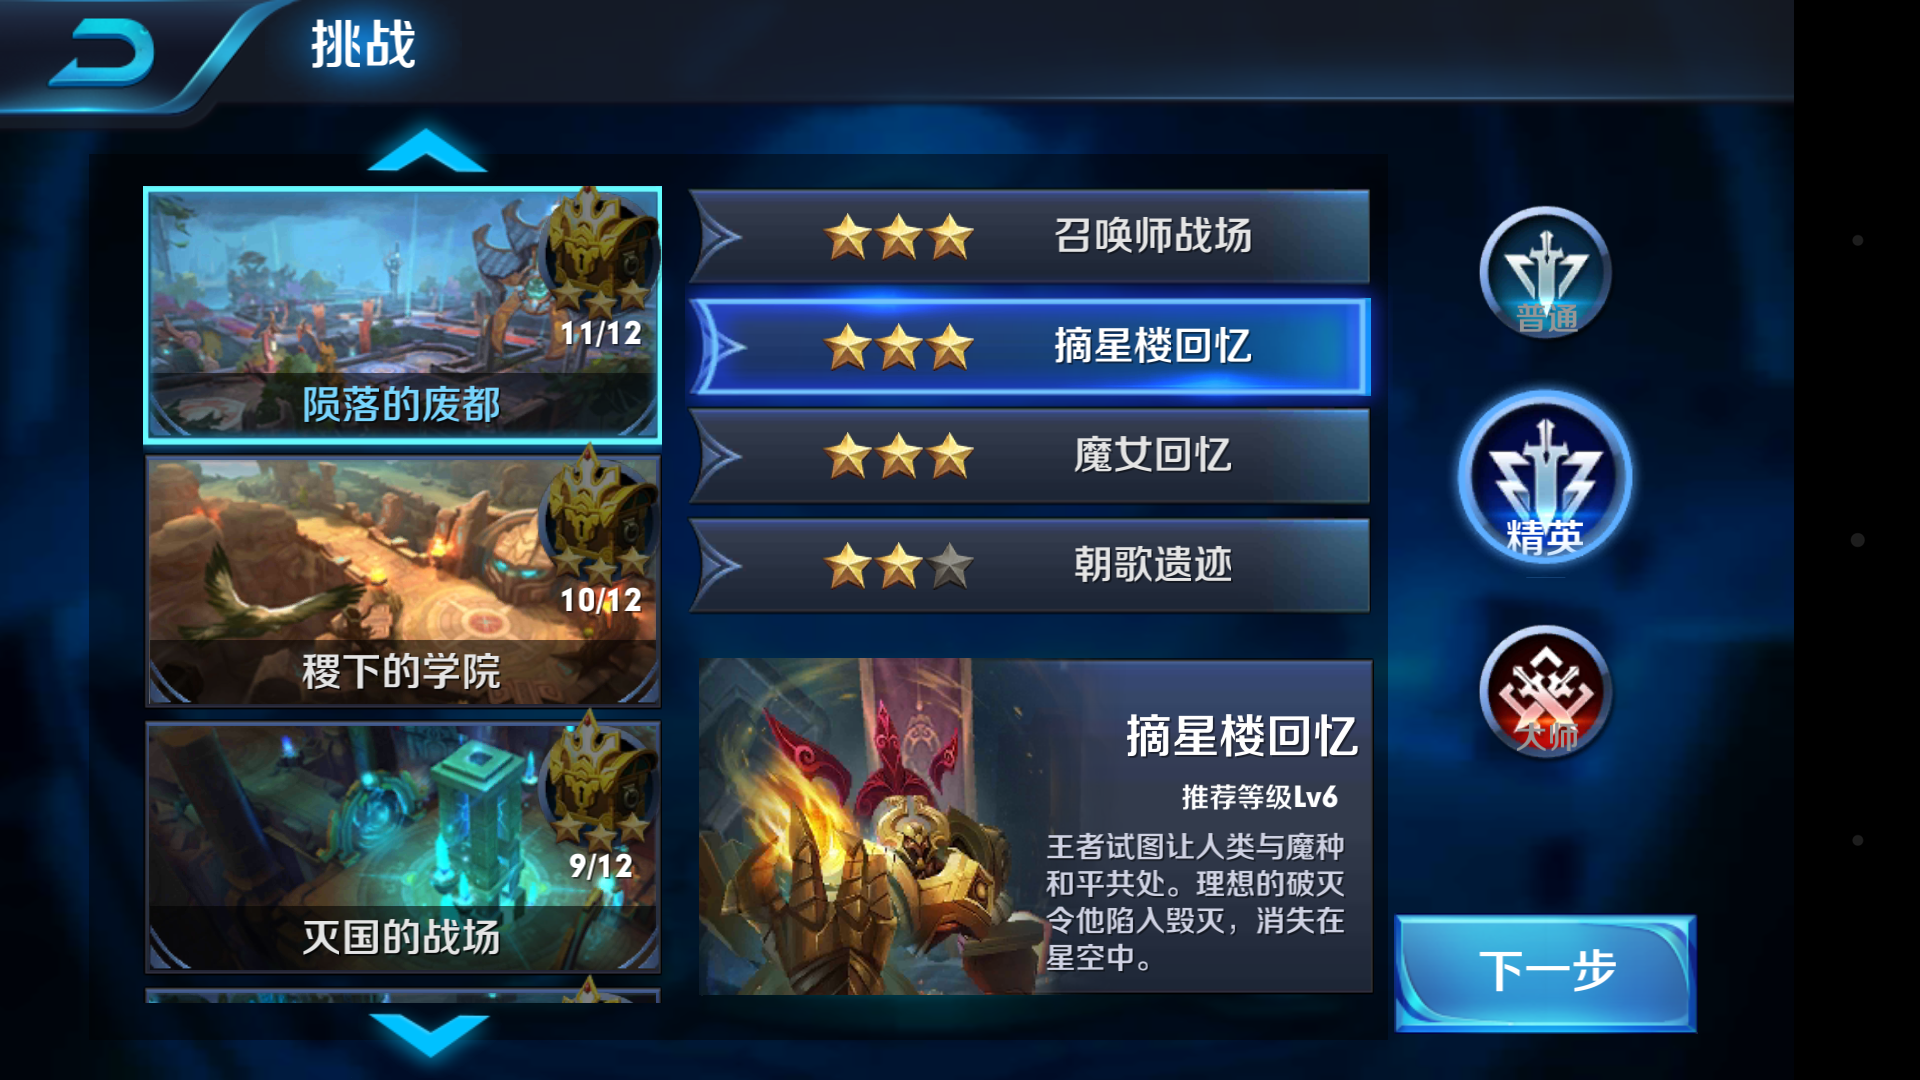 挑战
11/12
陨落的废都
10/12
稷下的学院
9/12
灭国的战场
召唤师战场
摘星楼回忆
魔女回忆
朝歌遗迹
摘星楼回忆
推荐等级Lv6
王者试图让人类与魔种
和平共处。理想的破灭
令他陷入毁灭，消失在
星空中。
普通
精英
大师
下一步